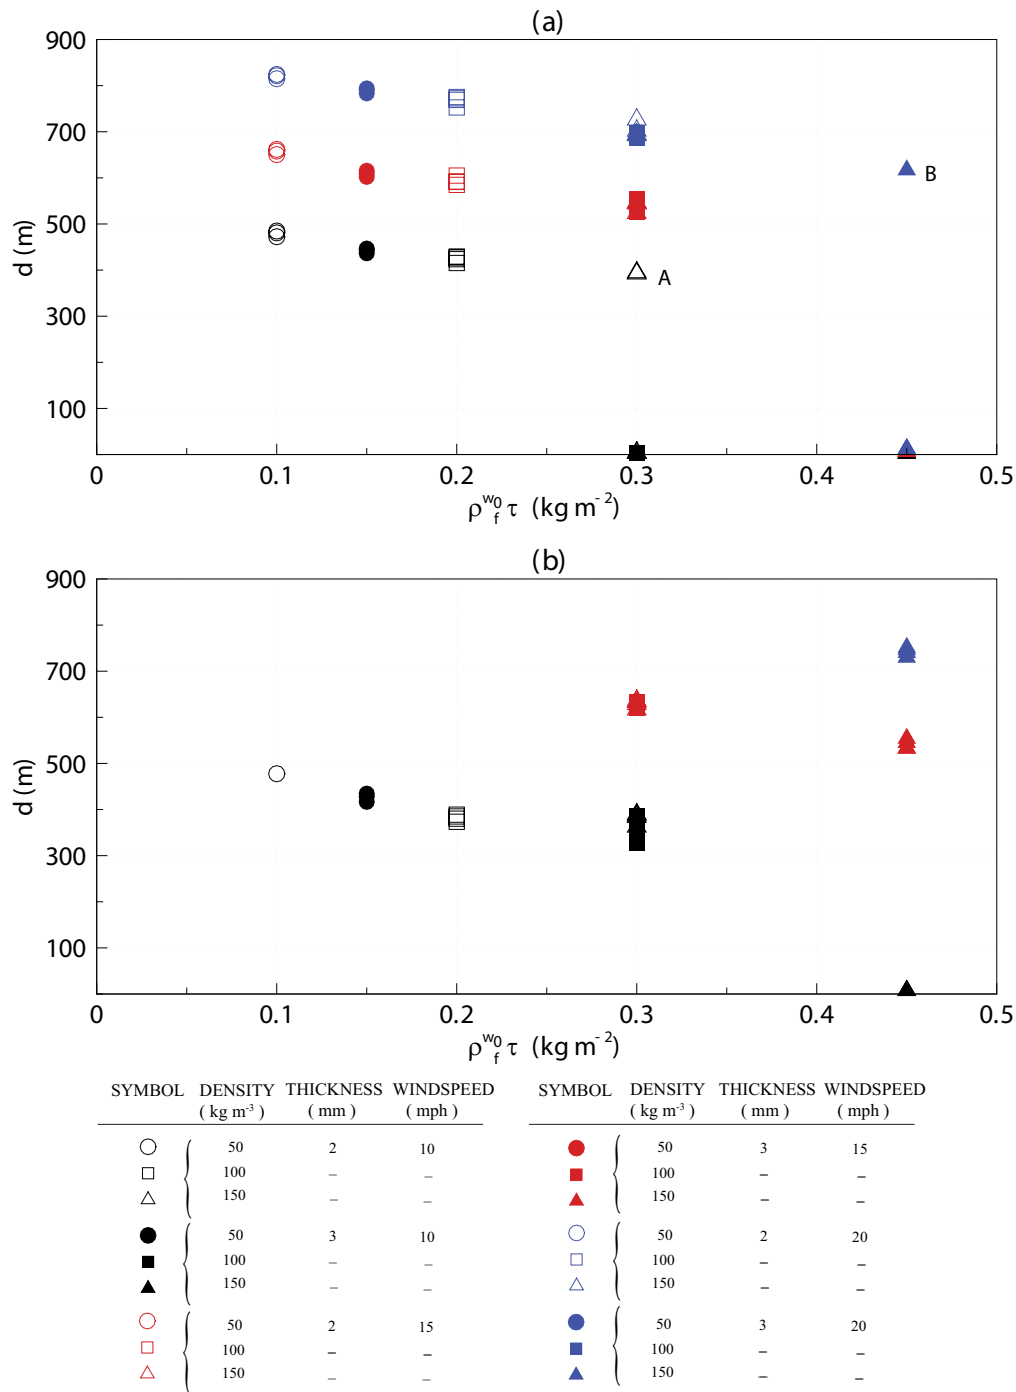 (a)
900
700
500
300
100
d (m)
B
A
0 0.1 0.2 0.3 0.4 0.5
ρ_f^{w_0} τ (kg m^{-2})
(b)
900
700
500
300
100
d (m)
0 0.1 0.2 0.3 0.4 0.5
ρ_f^{w_0} τ (kg m^{-2})
SYMBOL DENSITY THICKNESS WINDSPEED
( kg m^{-3} ) ( mm ) ( mph )
50 2 10
100 – –
150 – –
50 3 10
100 – –
150 – –
50 2 15
100 – –
150 – –
SYMBOL DENSITY THICKNESS WINDSPEED
( kg m^{-3} ) ( mm ) ( mph )
50 3 15
100 – –
150 – –
50 2 20
100 – –
150 – –
50 3 20
100 – –
150 – –